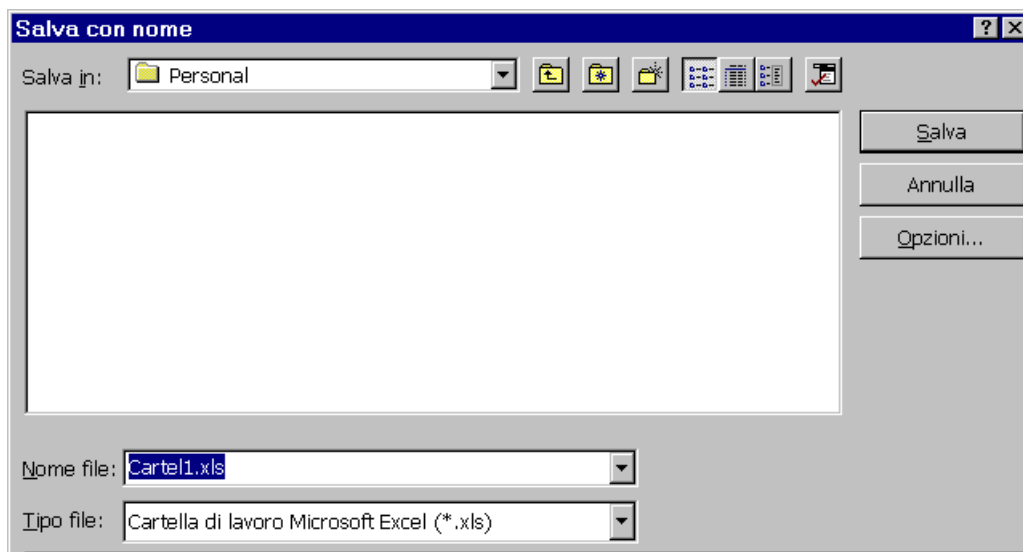 Salva con nome
Salva in: Personal
Salva
Annulla
Opzioni...
Nome file: Cartel1.xls
Tipo file: Cartella di lavoro Microsoft Excel (*.xls)